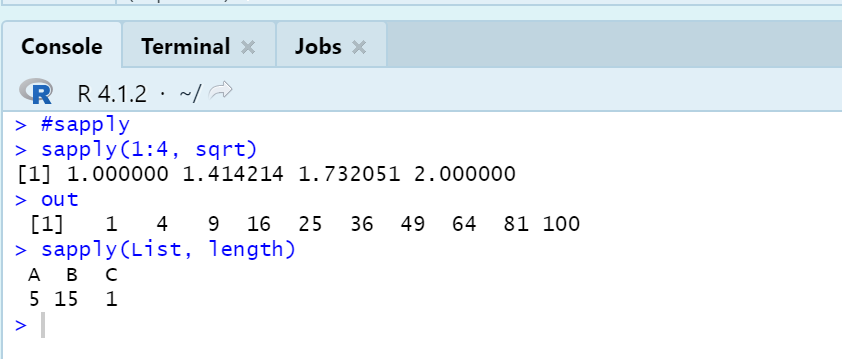 Console Terminal Jobs
R R 4.1.2 · ~/
> #sapply
> sapply(1:4, sqrt)
[1] 1.000000 1.414214 1.732051 2.000000
> out
[1] 1 4 9 16 25 36 49 64 81 100
> sapply(List, length)
A B C
5 15 1
>